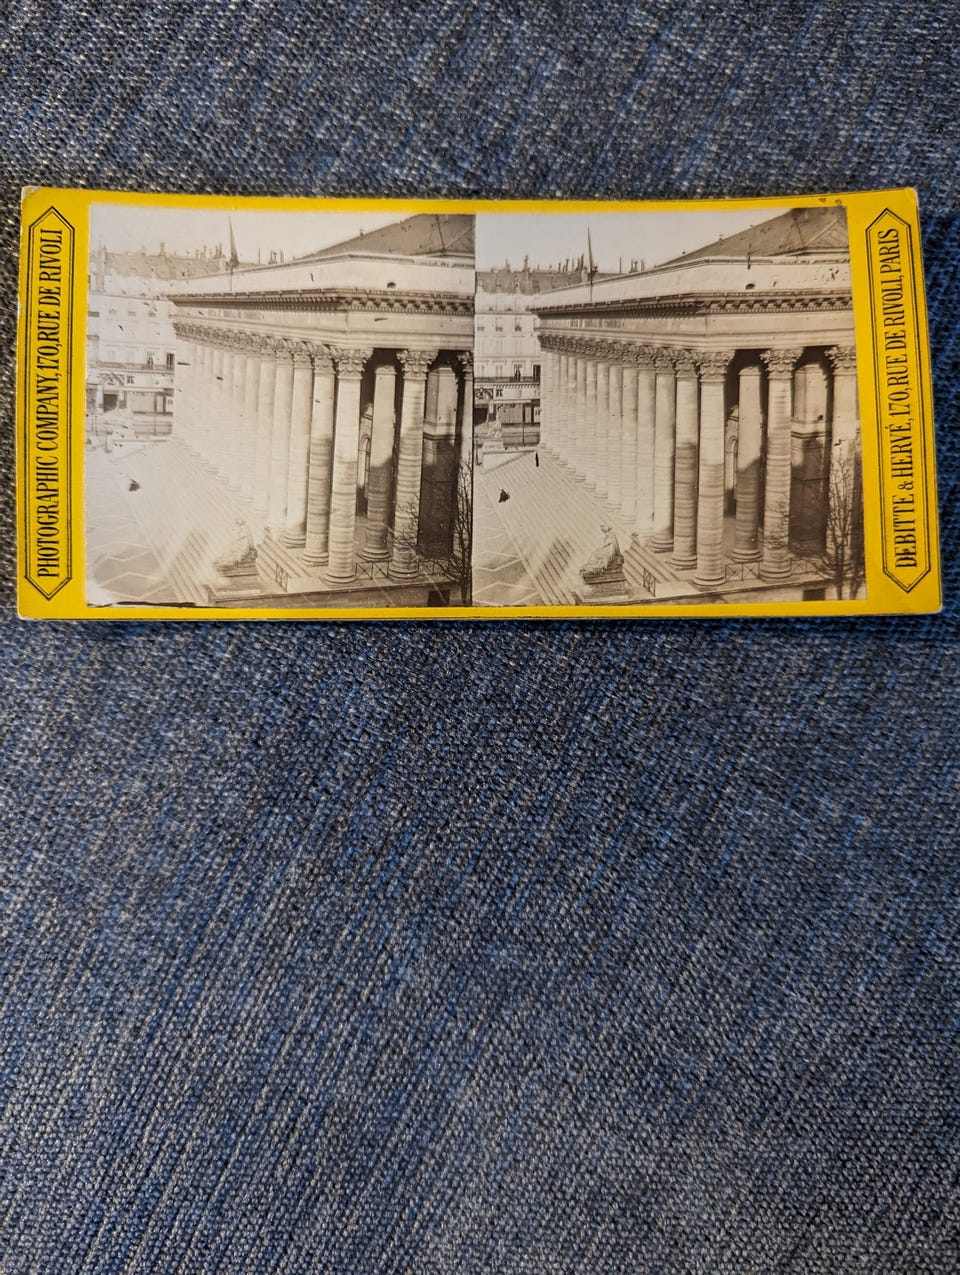 PHOTOGRAPHIC COMPANY, 170, RUE DE RIVOLI
DEBITTE & HERVÉ, 170, RUE DE RIVOLI, PARIS